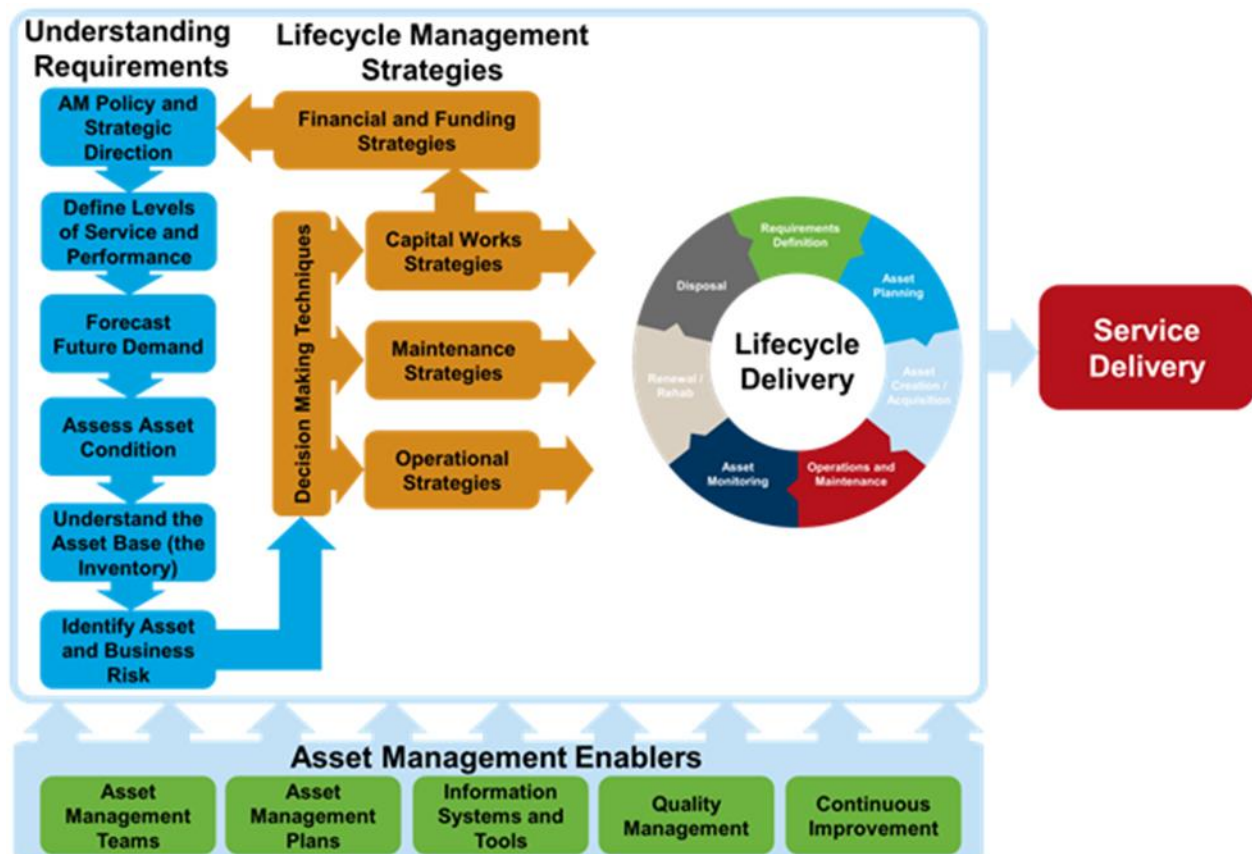 Understanding
Requirements
AM Policy and
Strategic
Direction
Define Levels
of Service and
Performance
Forecast
Future Demand
Assess Asset
Condition
Understand the
Asset Base (the
Inventory)
Identify Asset
and Business
Risk
Lifecycle Management
Strategies
Financial and Funding
Strategies
Decision Making Techniques
Capital Works
Strategies
Maintenance
Strategies
Operational
Strategies
Requirements
Definition
Asset
Planning
Asset
Creation /
Acquisition
Operations and
Maintenance
Asset
Monitoring
Renewal /
Rehab
Disposal
Lifecycle
Delivery
Service
Delivery
Asset Management Enablers
Asset
Management
Teams
Asset
Management
Plans
Information
Systems and
Tools
Quality
Management
Continuous
Improvement